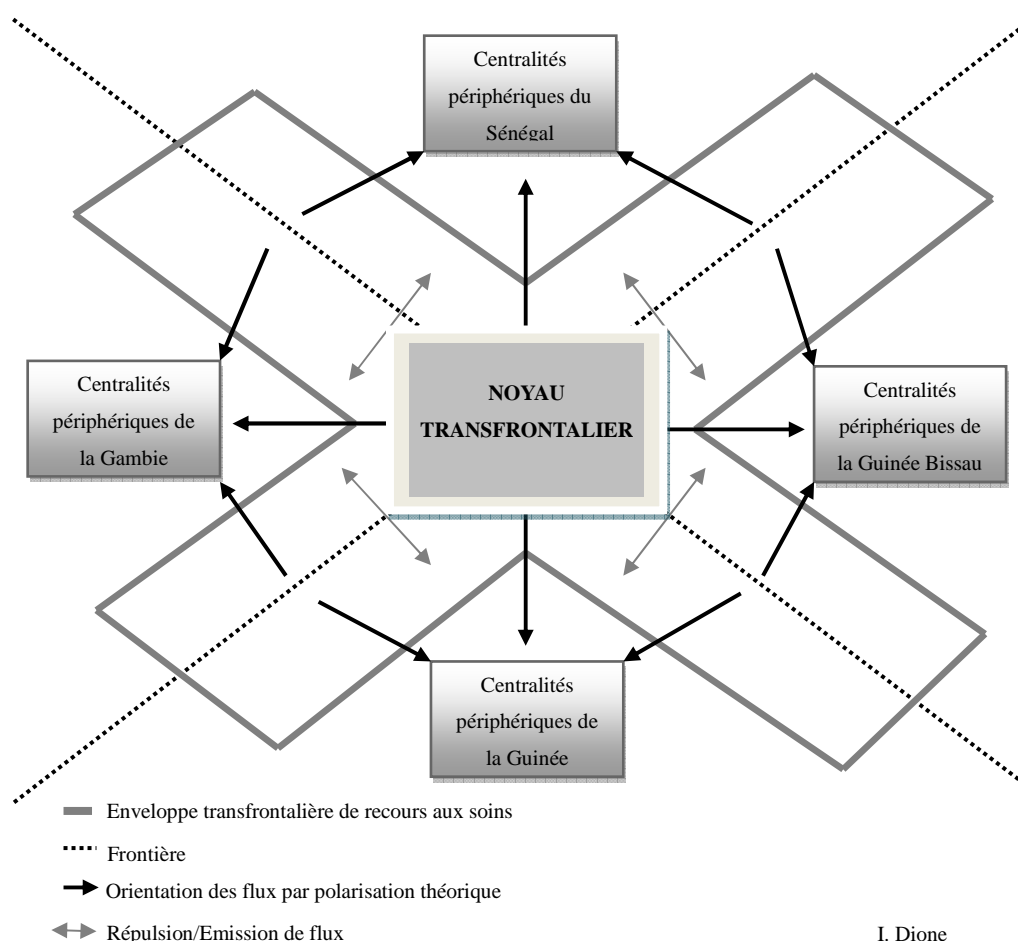 Centralités
périphériques du
Sénégal
Centralités
périphériques de
la Gambie
NOYAU
TRANSFRONTALIER
Centralités
périphériques de
la Guinée Bissau
Centralités
périphériques de
la Guinée
Enveloppe transfrontalière de recours aux soins
Frontière
Orientation des flux par polarisation théorique
Répulsion/Emission de flux
I. Dione